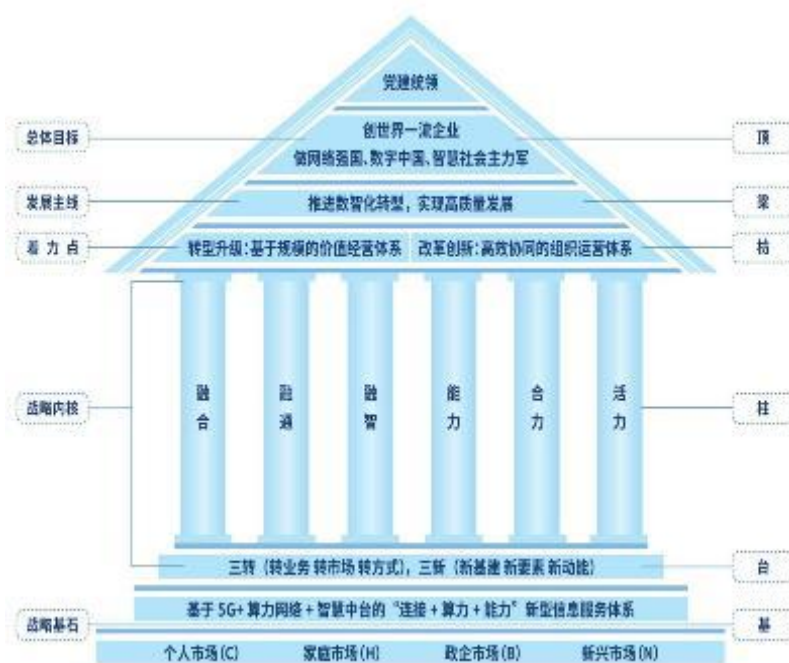 党建统领
总体目标
创世界一流企业
做网络强国、数字中国、智慧社会主力军
顶
发展主线
推进数智化转型，实现高质量发展
梁
着力点
转型升级：基于规模的价值经营体系
改革创新：高效协同的组织运营体系
枋
战略内核
融合
融通
融智
能力
合力
活力
柱
三转（转业务 转市场 转方式），三新（新基建 新要素 新动能）
台
战略基石
基于 5G+ 算力网络 + 智慧中台的“连接 + 算力 + 能力”新型信息服务体系
基
个人市场(C)
家庭市场(H)
政企市场(B)
新兴市场(N)